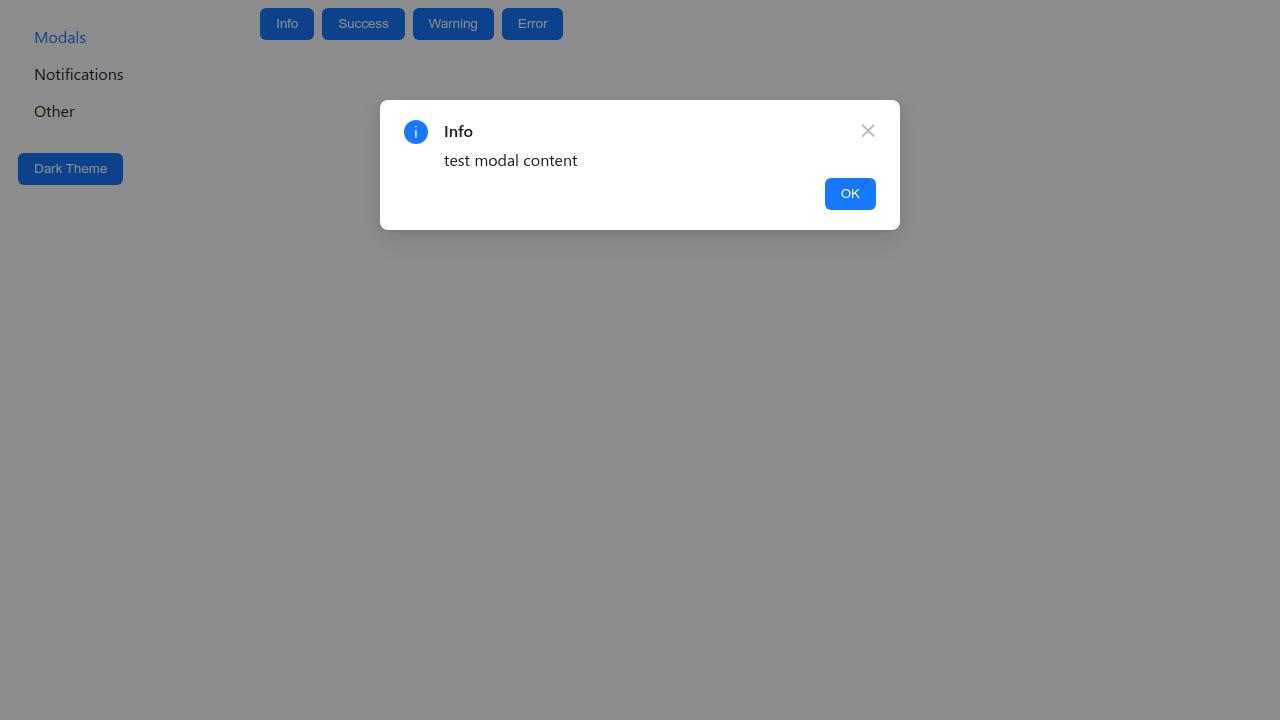 Modals
Notifications
Other
Dark Theme
Info Success Warning Error
Info
test modal content
OK